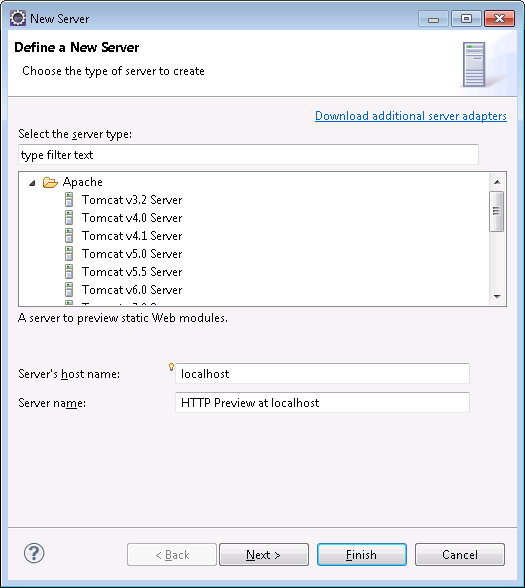 New Server
Define a New Server
Choose the type of server to create
Download additional server adapters
Select the server type:
type filter text
Apache
Tomcat v3.2 Server
Tomcat v4.0 Server
Tomcat v4.1 Server
Tomcat v5.0 Server
Tomcat v5.5 Server
Tomcat v6.0 Server
A server to preview static Web modules.
Server's host name: localhost
Server name: HTTP Preview at localhost
? < Back Next > Finish Cancel